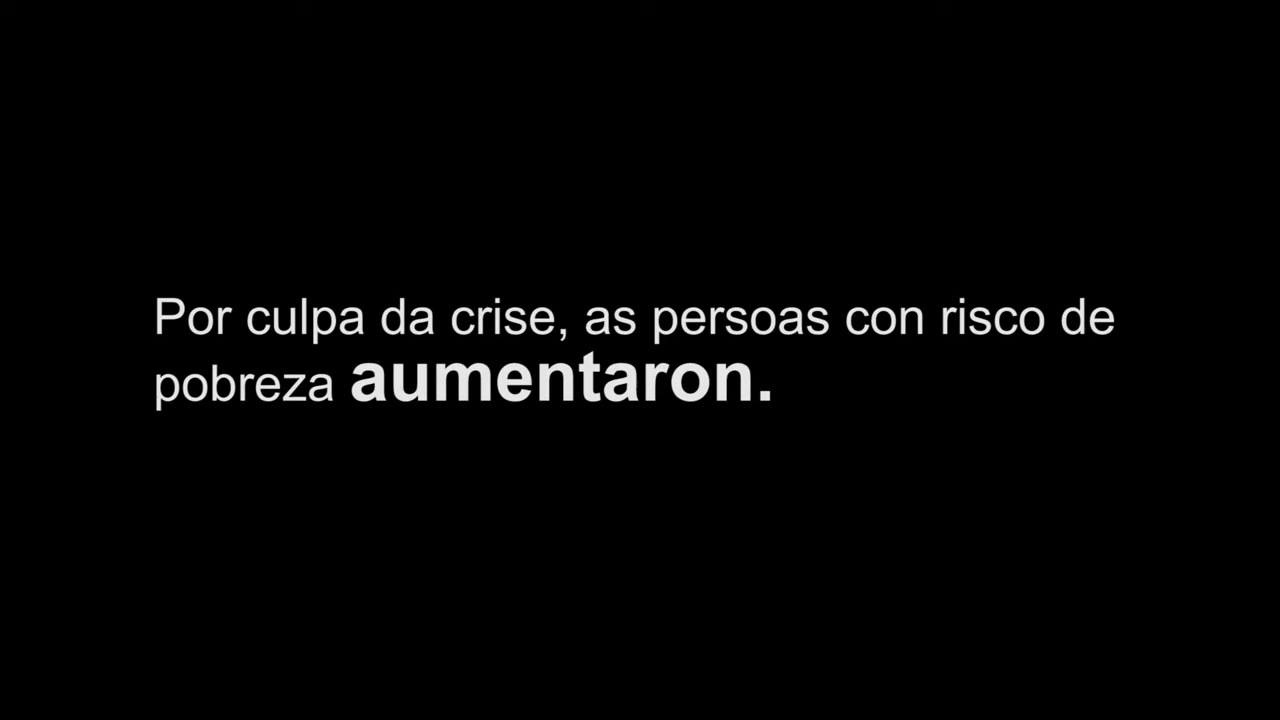 Por culpa da crise, as persoas con risco de
pobreza aumentaron.